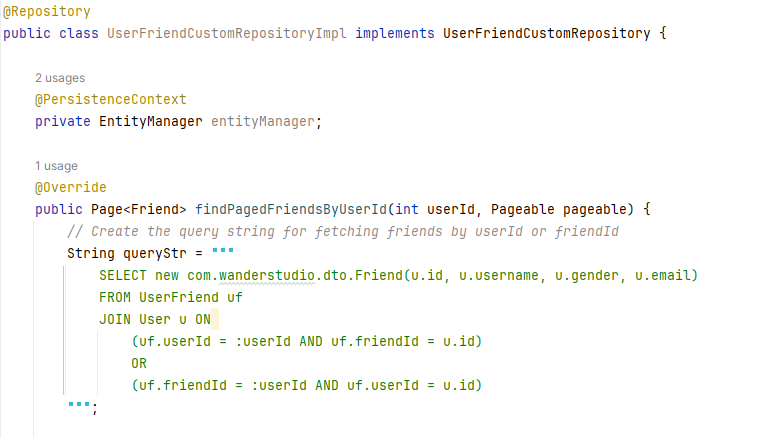 @Repository
public class UserFriendCustomRepositoryImpl implements UserFriendCustomRepository {
2 usages
@PersistenceContext
private EntityManager entityManager;
1 usage
@Override
public Page<Friend> findPagedFriendsByUserId(int userId, Pageable pageable) {
// Create the query string for fetching friends by userId or friendId
String queryStr = """
SELECT new com.wanderstudio.dto.Friend(u.id, u.username, u.gender, u.email)
FROM UserFriend uf
JOIN User u ON
(uf.userId = :userId AND uf.friendId = u.id)
OR
(uf.friendId = :userId AND uf.userId = u.id)
""";